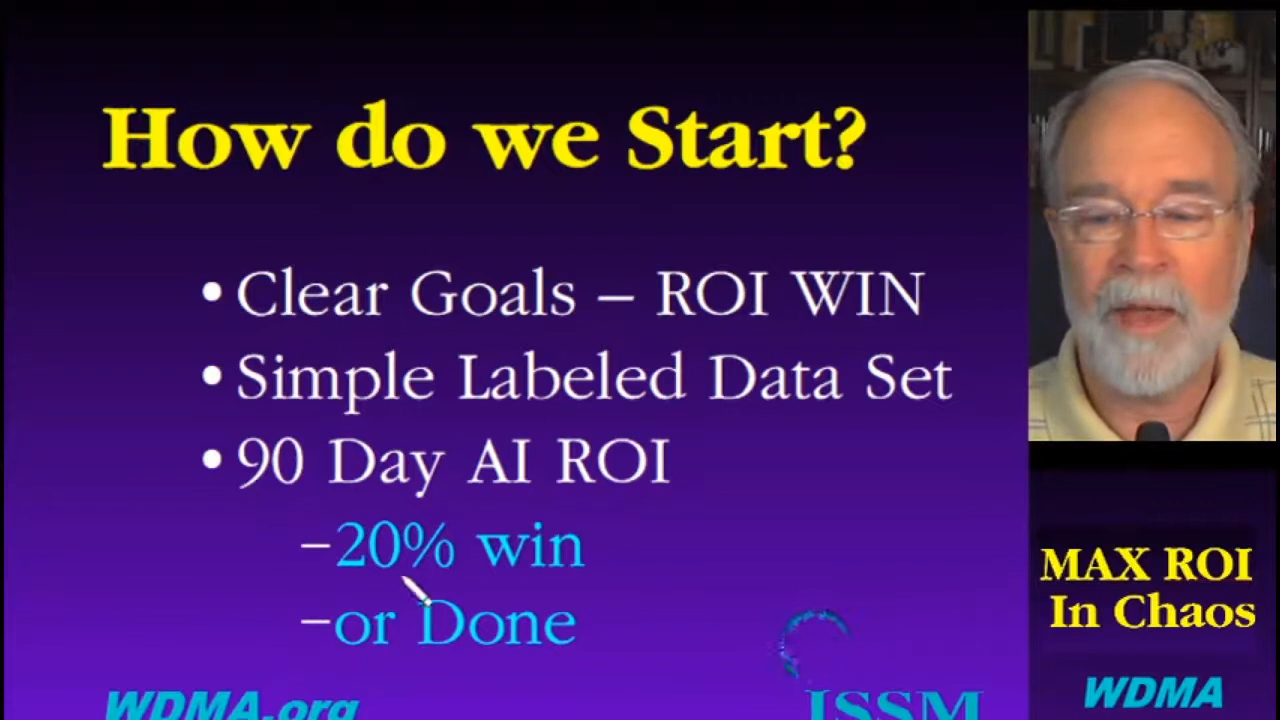 How do we Start?
• Clear Goals – ROI WIN
• Simple Labeled Data Set
• 90 Day AI ROI
–20% win
–or Done
WDMA.org
ISSM
MAX ROI
In Chaos
WDMA